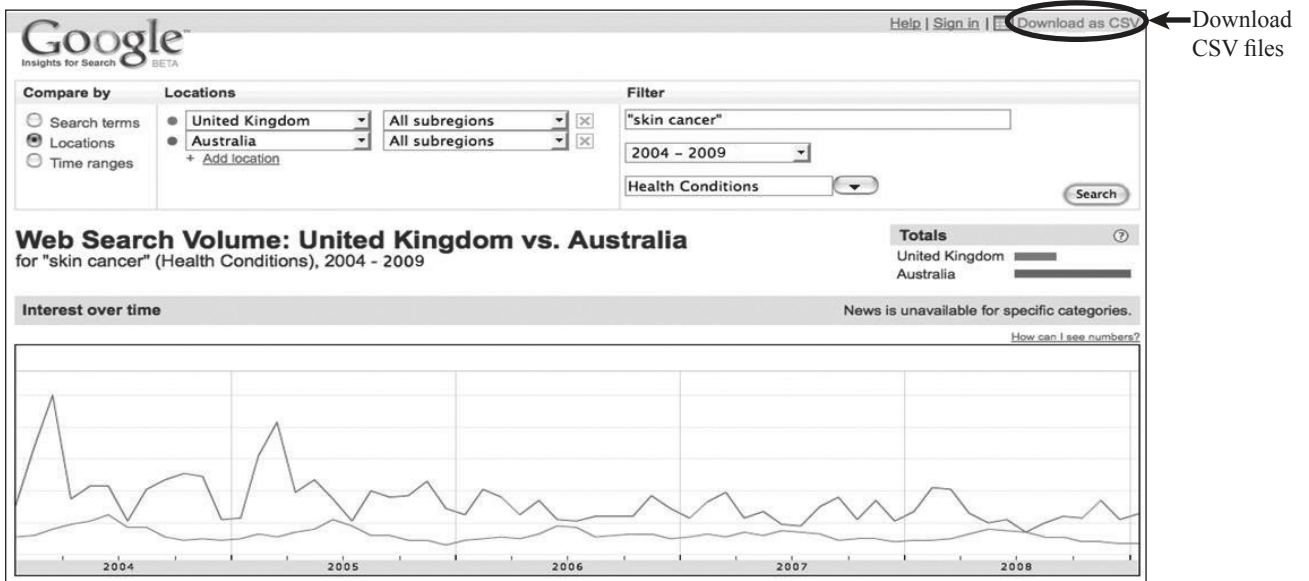 Help | Sign in | Download as CSV
Download
CSV files
Google
Insights for Search BETA
Compare by
Locations
Filter
Search terms
Locations
Time ranges
United Kingdom All subregions
Australia All subregions
+ Add location
"skin cancer"
2004 - 2009
Health Conditions
Search
Web Search Volume: United Kingdom vs. Australia
for "skin cancer" (Health Conditions), 2004 - 2009
Totals ?
United Kingdom
Australia
Interest over time
News is unavailable for specific categories.
How can I see numbers?
2004 2005 2006 2007 2008